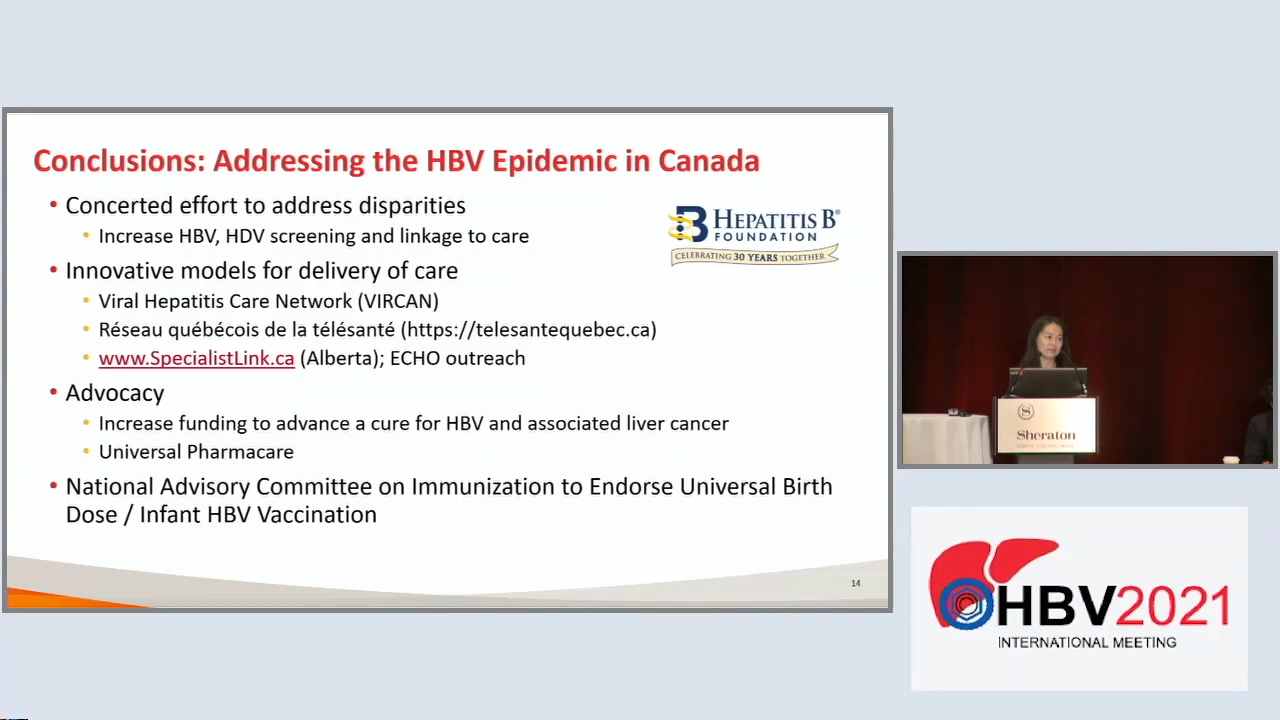 Conclusions: Addressing the HBV Epidemic in Canada
• Concerted effort to address disparities
• Increase HBV, HDV screening and linkage to care
• Innovative models for delivery of care
• Viral Hepatitis Care Network (VIRCAN)
• Réseau québécois de la télésanté (https://telesantequebec.ca)
• www.SpecialistLink.ca (Alberta); ECHO outreach
• Advocacy
• Increase funding to advance a cure for HBV and associated liver cancer
• Universal Pharmacare
• National Advisory Committee on Immunization to Endorse Universal Birth
Dose / Infant HBV Vaccination
B HEPATITIS B®
FOUNDATION
CELEBRATING 30 YEARS TOGETHER
14
S
Sheraton
HBV2021
INTERNATIONAL MEETING